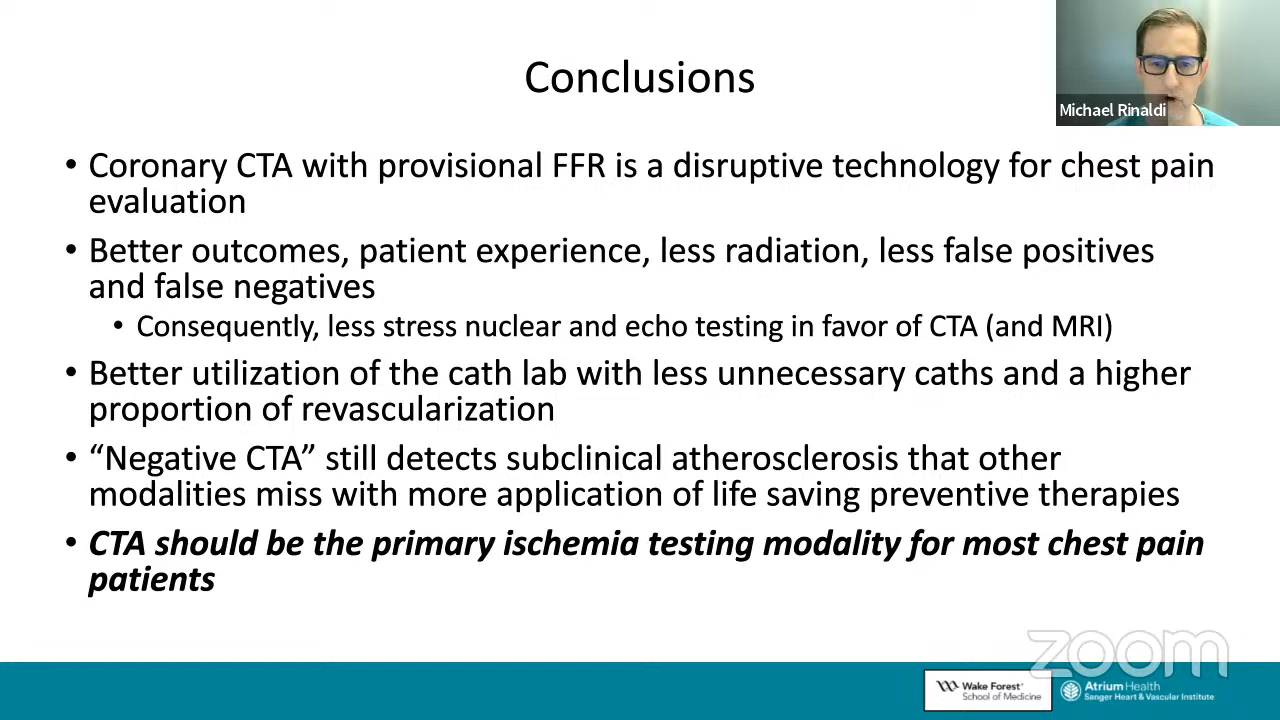 Conclusions
Michael Rinaldi
• Coronary CTA with provisional FFR is a disruptive technology for chest pain
evaluation
• Better outcomes, patient experience, less radiation, less false positives
and false negatives
• Consequently, less stress nuclear and echo testing in favor of CTA (and MRI)
• Better utilization of the cath lab with less unnecessary caths and a higher
proportion of revascularization
• “Negative CTA” still detects subclinical atherosclerosis that other
modalities miss with more application of life saving preventive therapies
• CTA should be the primary ischemia testing modality for most chest pain
patients
zoom
Wake Forest®
School of Medicine
Atrium Health
Sanger Heart & Vascular Institute